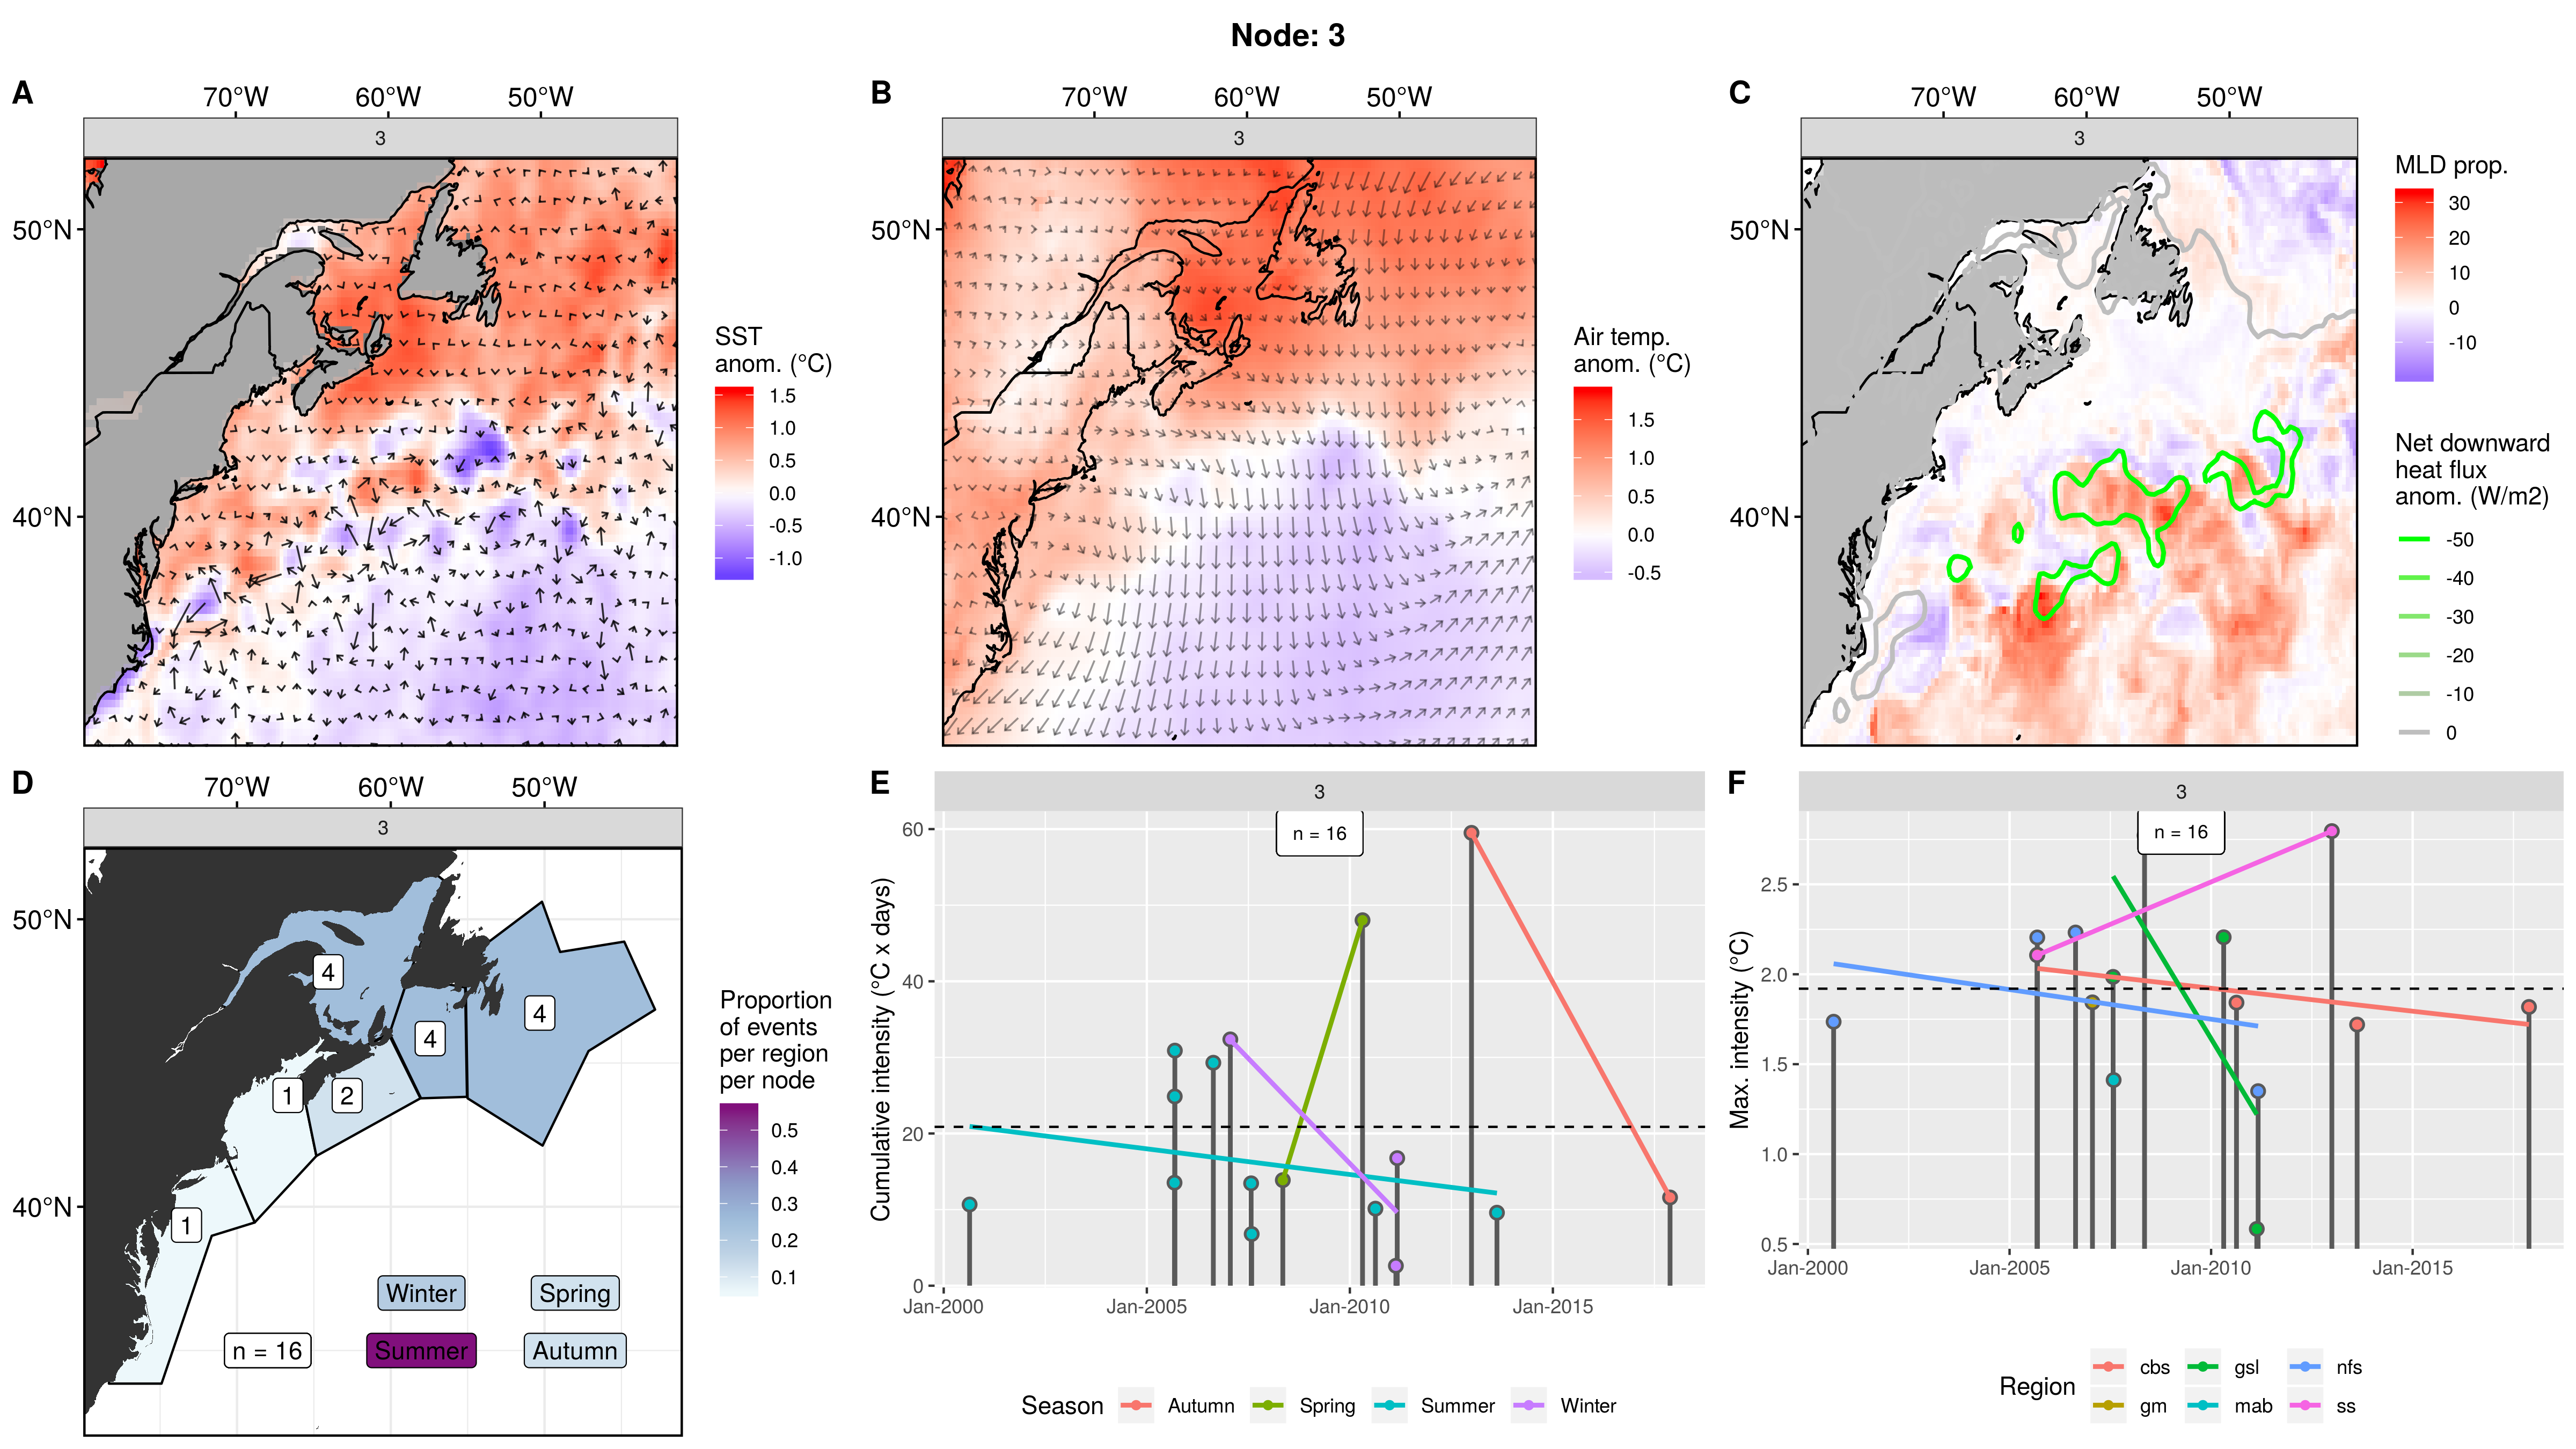 Node: 3
A
70°W 60°W 50°W
3
50°N
40°N
SST
anom. (°C)
1.5
1.0
0.5
0.0
-0.5
-1.0
B
70°W 60°W 50°W
3
50°N
40°N
Air temp.
anom. (°C)
1.5
1.0
0.5
0.0
-0.5
C
70°W 60°W 50°W
3
50°N
40°N
MLD prop.
30
20
10
0
-10
Net downward
heat flux
anom. (W/m2)
-50
-40
-30
-20
-10
0
D
70°W 60°W 50°W
3
50°N
40°N
4
4
4
1
2
1
Winter Spring
n = 16 Summer Autumn
Proportion
of events
per region
per node
0.5
0.4
0.3
0.2
0.1
E
3
n = 16
Cumulative intensity (°C x days)
60
40
20
0
Jan-2000 Jan-2005 Jan-2010 Jan-2015
Season Autumn Spring Summer Winter
F
3
n = 16
Max. intensity (°C)
2.5
2.0
1.5
1.0
0.5
Jan-2000 Jan-2005 Jan-2010 Jan-2015
Region
cbs gsl nfs
gm mab ss